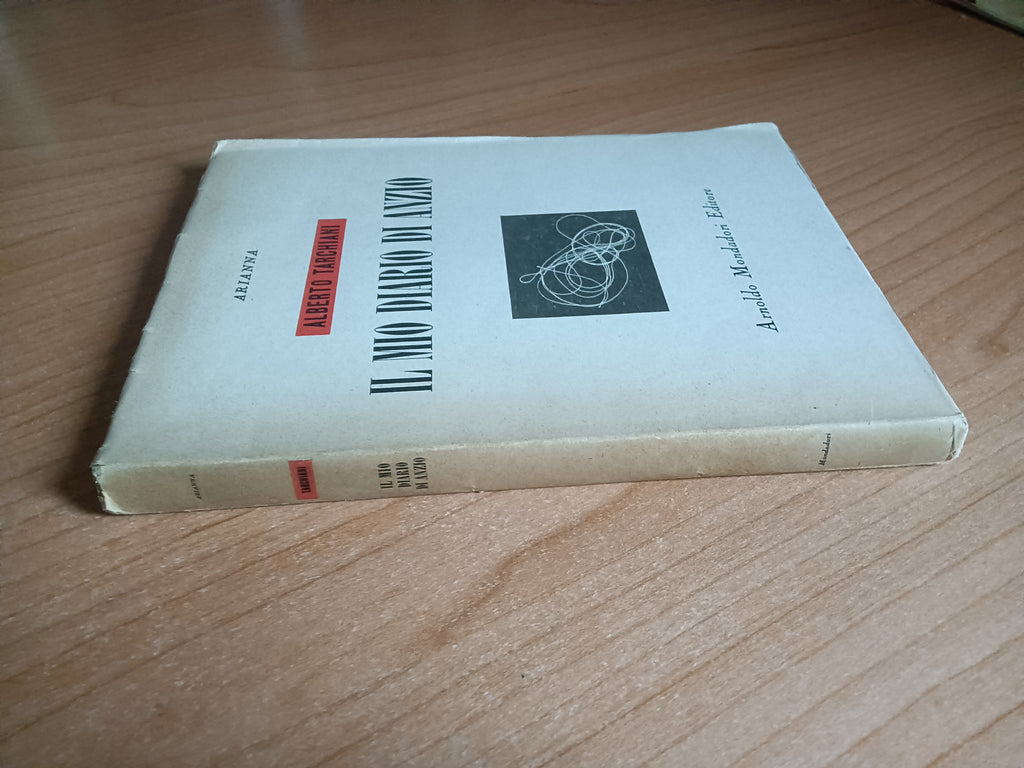 ARIANNA
ALBERTO TARCHIANI
IL MIO DIARIO DI ANZIO
Arnoldo Mondadori Editore
ARIANNA
TARCHIANI
IL MIO
DIARIO
DI ANZIO
Mondadori